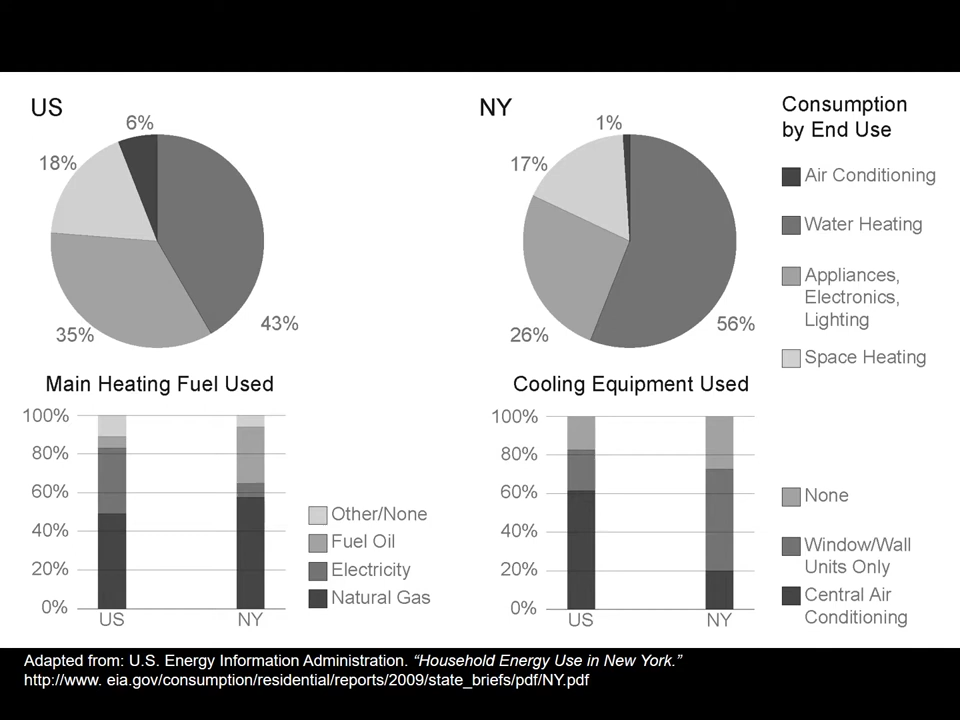 US
6%
18%
35%
43%
NY
1%
17%
26%
56%
Consumption
by End Use
Air Conditioning
Water Heating
Appliances,
Electronics,
Lighting
Space Heating
Main Heating Fuel Used
100%
80%
60%
40%
20%
0%
US
NY
Other/None
Fuel Oil
Electricity
Natural Gas
Cooling Equipment Used
100%
80%
60%
40%
20%
0%
US
NY
None
Window/Wall
Units Only
Central Air
Conditioning
Adapted from: U.S. Energy Information Administration. “Household Energy Use in New York.”
http://www. eia.gov/consumption/residential/reports/2009/state_briefs/pdf/NY.pdf